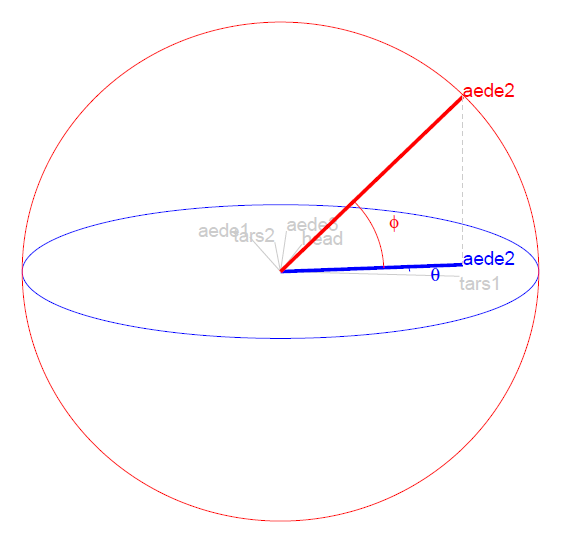 aede2
ϕ
aede1
tars2
aede3
head
aede2
θ
tars1